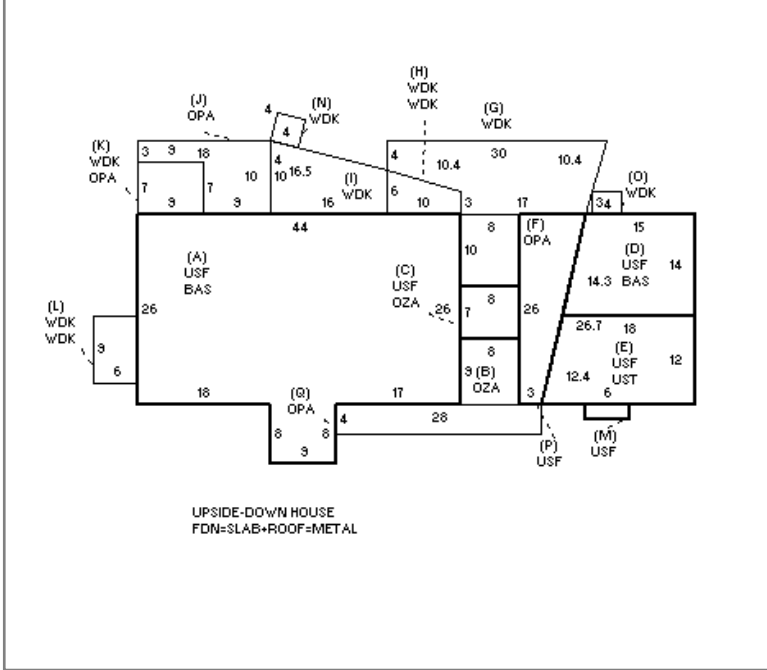 (H)
WDK
WDK
(J)
OPA
4
(N)
WDK
4
(G)
WDK
(K)
WDK
OPA
3 9 18
4
10 16.5
4
10.4
30
10.4
7
7
10
(I)
WDK
6
(O)
WDK
9
9
16
10
3
17
3 4
44
8
(F)
OPA
15
(A)
USF
BAS
10
(D)
USF
BAS
14
(C)
USF
OZA
14.3
(L)
WDK
WDK
26
26
7
8
26
26.7
18
9
6
8
(E)
USF
UST
12
9
(B)
OZA
12.4
18
(Q)
OPA
17
3
6
4
28
8
8
9
(P)
USF
(M)
USF
UPSIDE-DOWN HOUSE
FDN=SLAB+ROOF=METAL